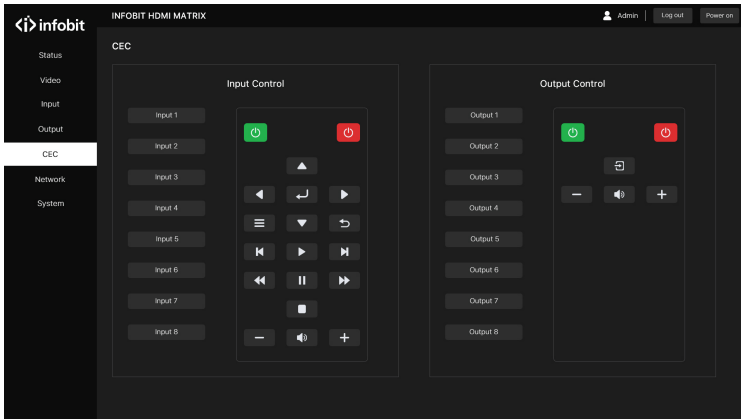 infobit
INFOBIT HDMI MATRIX
Admin
Log out
Power on
Status
Video
Input
Output
CEC
Network
System
CEC
Input Control
Input 1
Input 2
Input 3
Input 4
Input 5
Input 6
Input 7
Input 8
Output Control
Output 1
Output 2
Output 3
Output 4
Output 5
Output 6
Output 7
Output 8